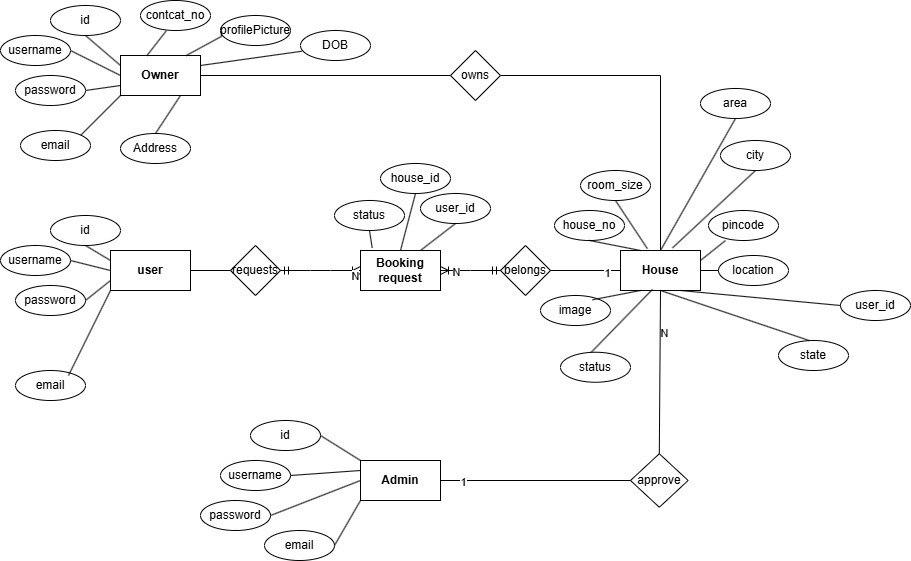 id
contcat_no
profilePicture
DOB
username
Owner
owns
password
area
email
Address
city
house_id
room_size
status
user_id
id
house_no
pincode
username
user
requests
N
Booking
request
N
belongs
1
House
location
password
image
user_id
N
state
status
email
id
username
Admin
1
approve
password
email